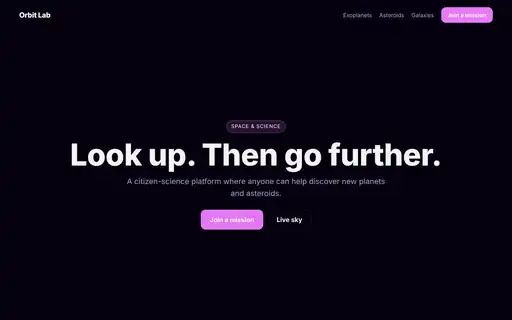 Orbit Lab
Exoplanets Asteroids Galaxies Join a mission
SPACE & SCIENCE
Look up. Then go further.
A citizen-science platform where anyone can help discover new planets
and asteroids.
Join a mission Live sky